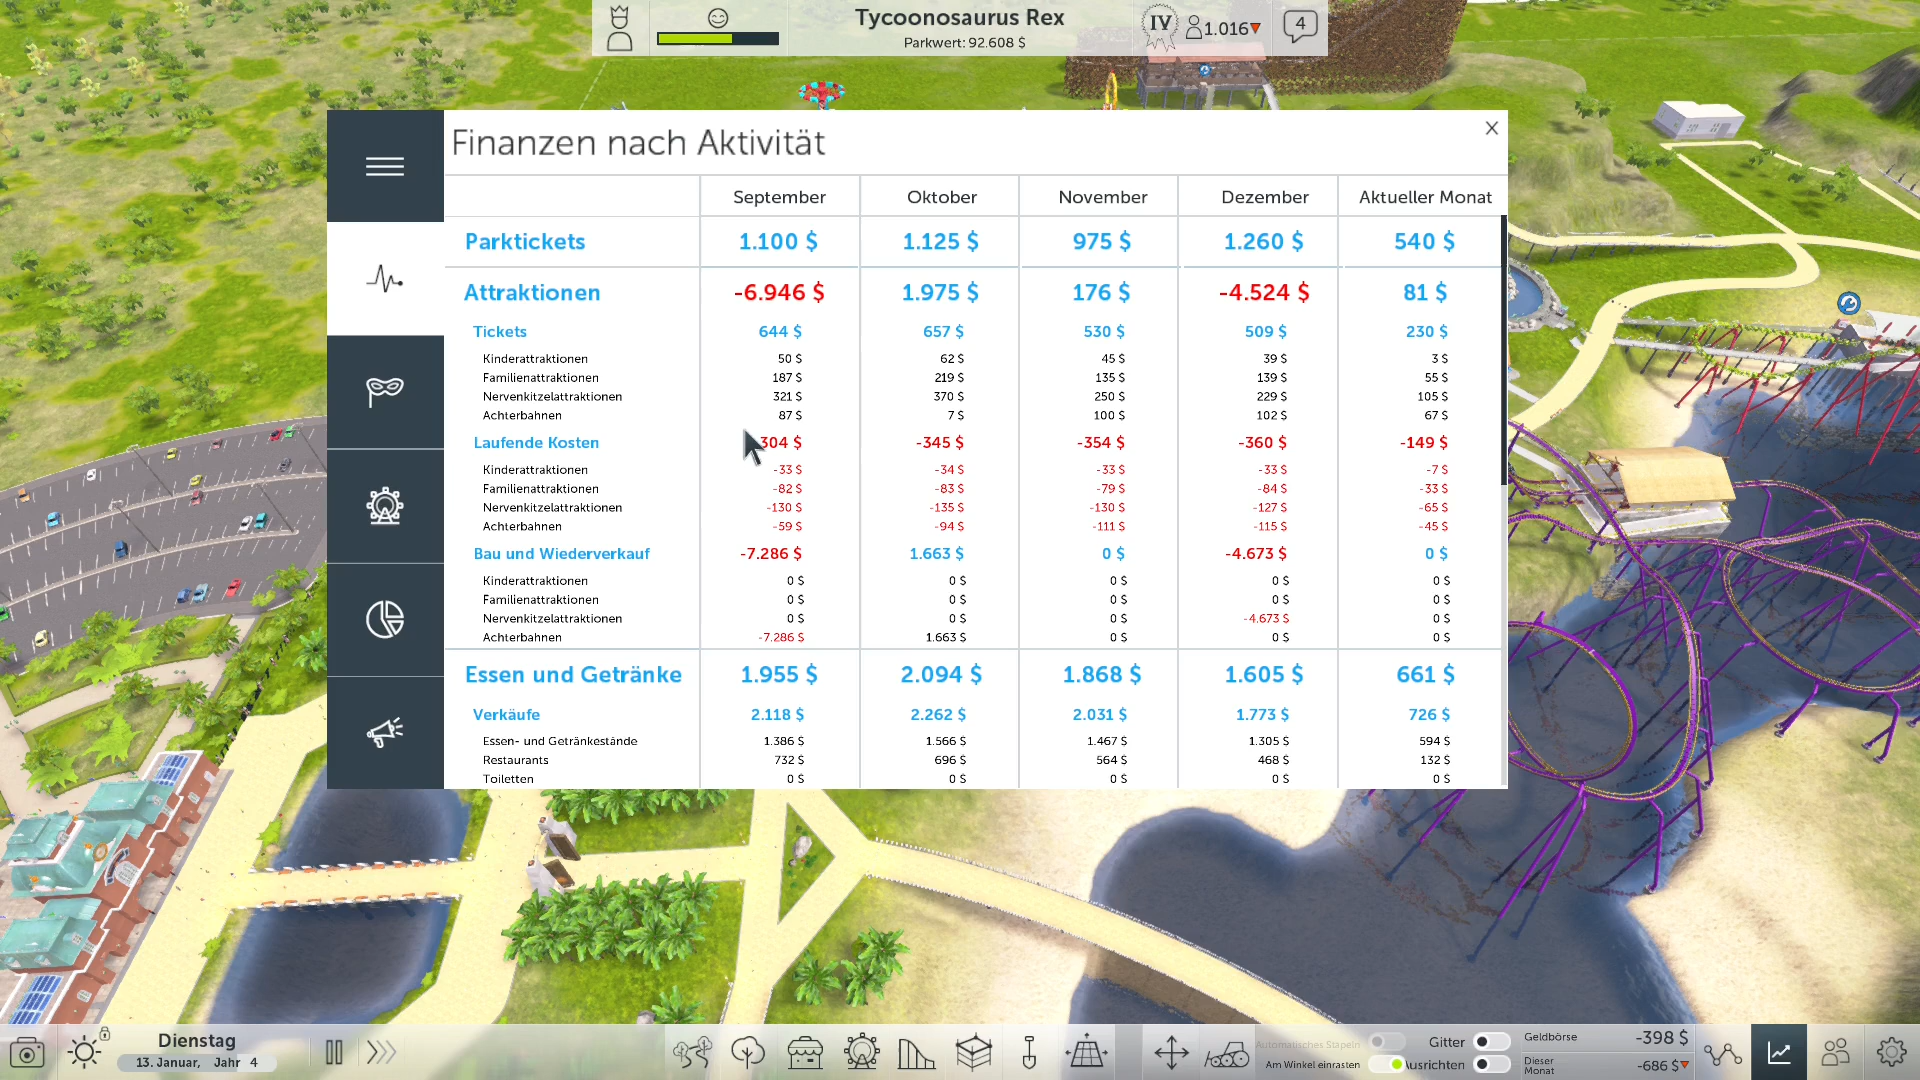 Tycoonosaurus Rex
Parkwert: 92.608 $
IV
1.016
4
Finanzen nach Aktivität
X
September Oktober November Dezember Aktueller Monat
Parktickets 1.100 $ 1.125 $ 975 $ 1.260 $ 540 $
Attraktionen -6.946 $ 1.975 $ 176 $ -4.524 $ 81 $
Tickets 644 $ 657 $ 530 $ 509 $ 230 $
Kinderattraktionen 50 $ 62 $ 45 $ 39 $ 3 $
Familienattraktionen 187 $ 219 $ 135 $ 139 $ 55 $
Nervenkitzelattraktionen 321 $ 370 $ 250 $ 229 $ 105 $
Achterbahnen 87 $ 7 $ 100 $ 102 $ 67 $
Laufende Kosten 304 $ -345 $ -354 $ -360 $ -149 $
Kinderattraktionen -33 $ -34 $ -33 $ -33 $ -7 $
Familienattraktionen -82 $ -83 $ -79 $ -84 $ -33 $
Nervenkitzelattraktionen -130 $ -135 $ -130 $ -127 $ -65 $
Achterbahnen -59 $ -94 $ -111 $ -115 $ -45 $
Bau und Wiederverkauf -7.286 $ 1.663 $ 0 $ -4.673 $ 0 $
Kinderattraktionen 0 $ 0 $ 0 $ 0 $ 0 $
Familienattraktionen 0 $ 0 $ 0 $ 0 $ 0 $
Nervenkitzelattraktionen 0 $ 0 $ 0 $ -4.673 $ 0 $
Achterbahnen -7.286 $ 1.663 $ 0 $ 0 $ 0 $
Essen und Getränke 1.955 $ 2.094 $ 1.868 $ 1.605 $ 661 $
Verkäufe 2.118 $ 2.262 $ 2.031 $ 1.773 $ 726 $
Essen- und Getränkestände 1.386 $ 1.566 $ 1.467 $ 1.305 $ 594 $
Restaurants 732 $ 696 $ 564 $ 468 $ 132 $
Toiletten 0 $ 0 $ 0 $ 0 $ 0 $
Dienstag
13. Januar, Jahr 4
Automatisches Stapeln
Gitter
Am Winkel einrasten
Ausrichten
Geldbörse -398 $
Dieser Monat -686 $